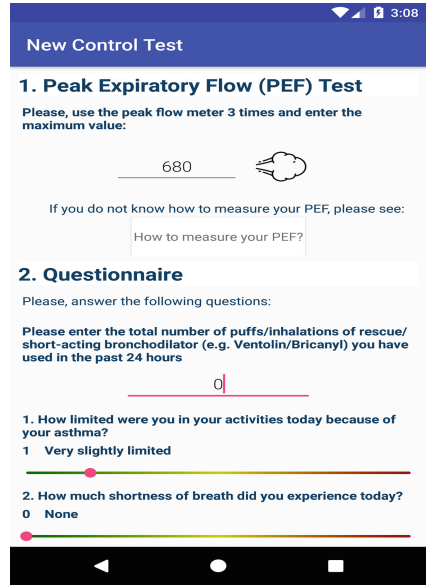 3:08
New Control Test
1. Peak Expiratory Flow (PEF) Test
Please, use the peak flow meter 3 times and enter the
maximum value:
680
If you do not know how to measure your PEF, please see:
How to measure your PEF?
2. Questionnaire
Please, answer the following questions:
Please enter the total number of puffs/inhalations of rescue/
short-acting bronchodilator (e.g. Ventolin/Bricanyl) you have
used in the past 24 hours
0
1. How limited were you in your activities today because of
your asthma?
1 Very slightly limited
2. How much shortness of breath did you experience today?
0 None